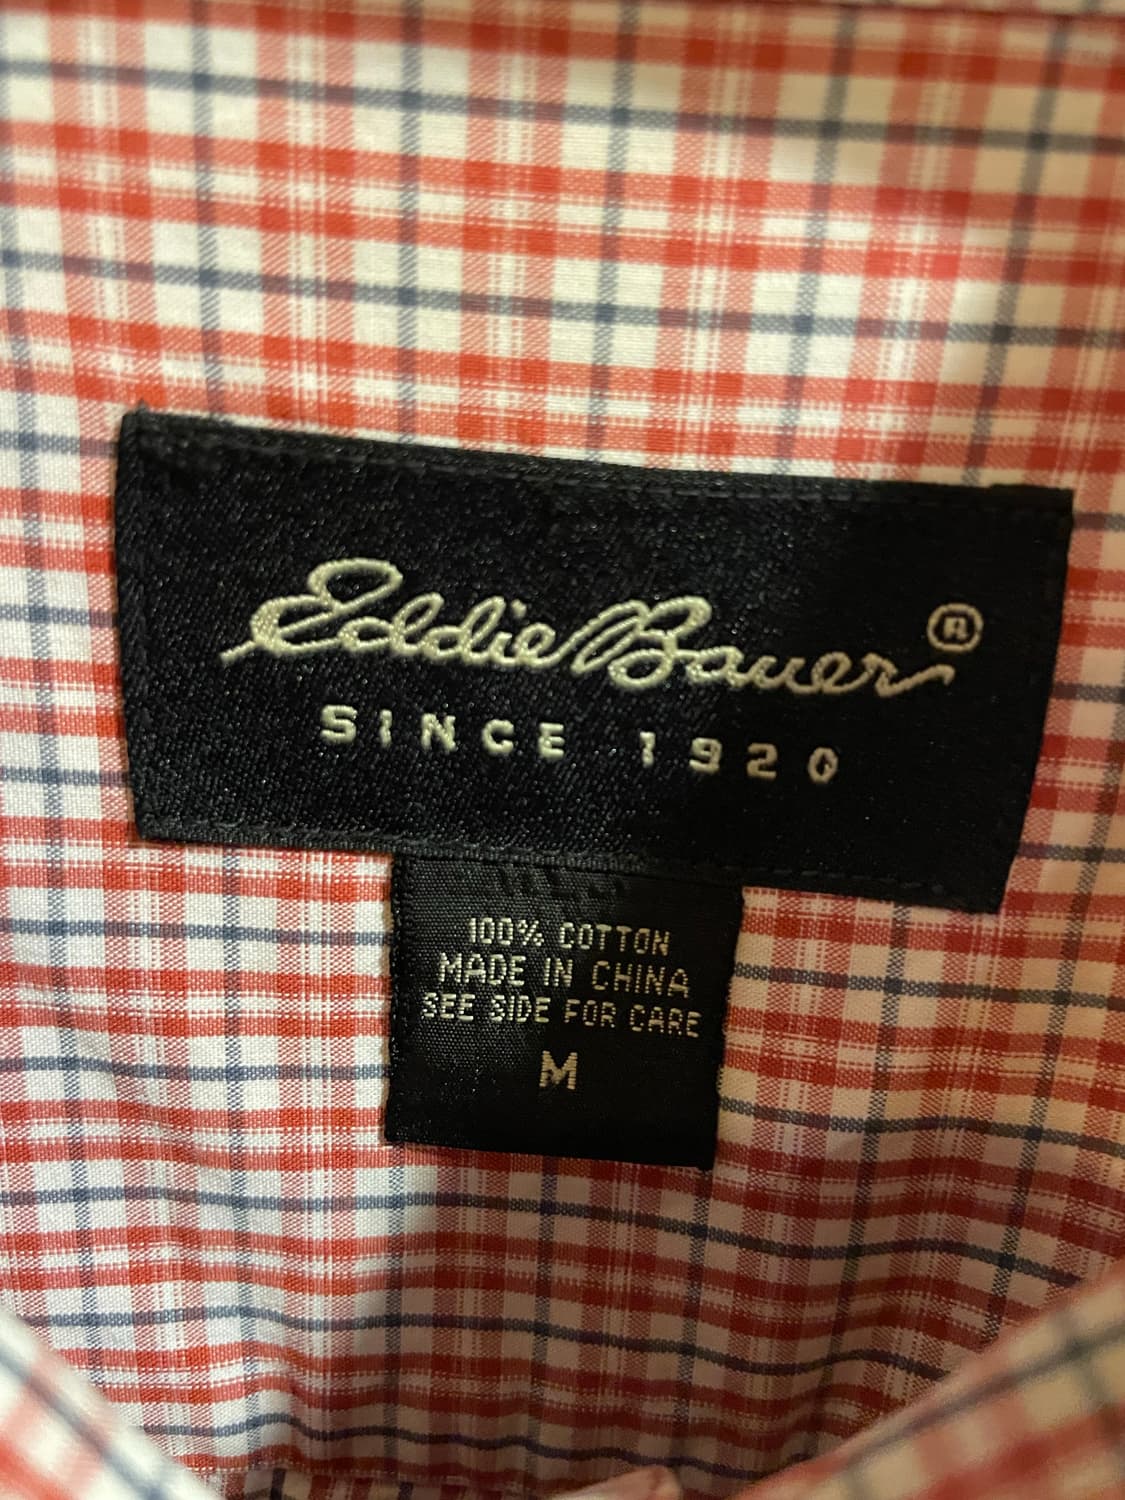 Eddie Bauer ®
SINCE 1920
100% COTTON
MADE IN CHINA
SEE SIDE FOR CARE
M